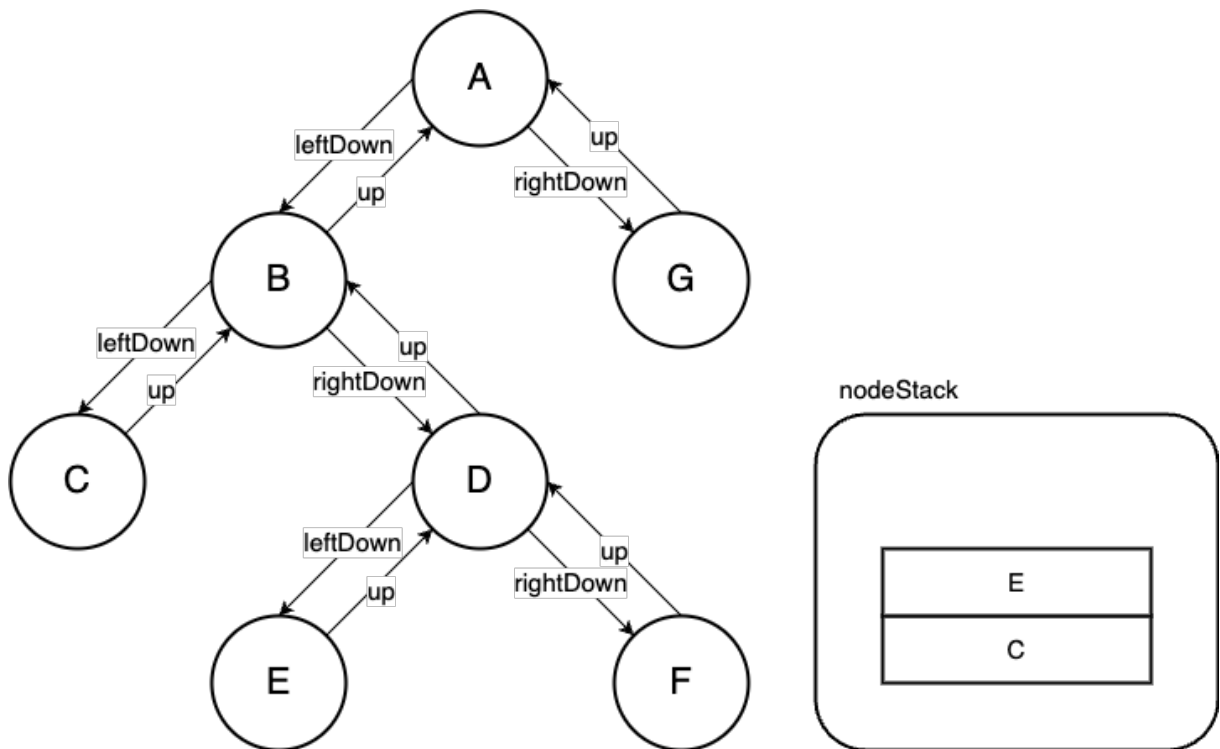 A
leftDown
up
up
rightDown
B
G
leftDown
up
up
rightDown
nodeStack
C
D
leftDown
up
up
rightDown
E
F
E
C